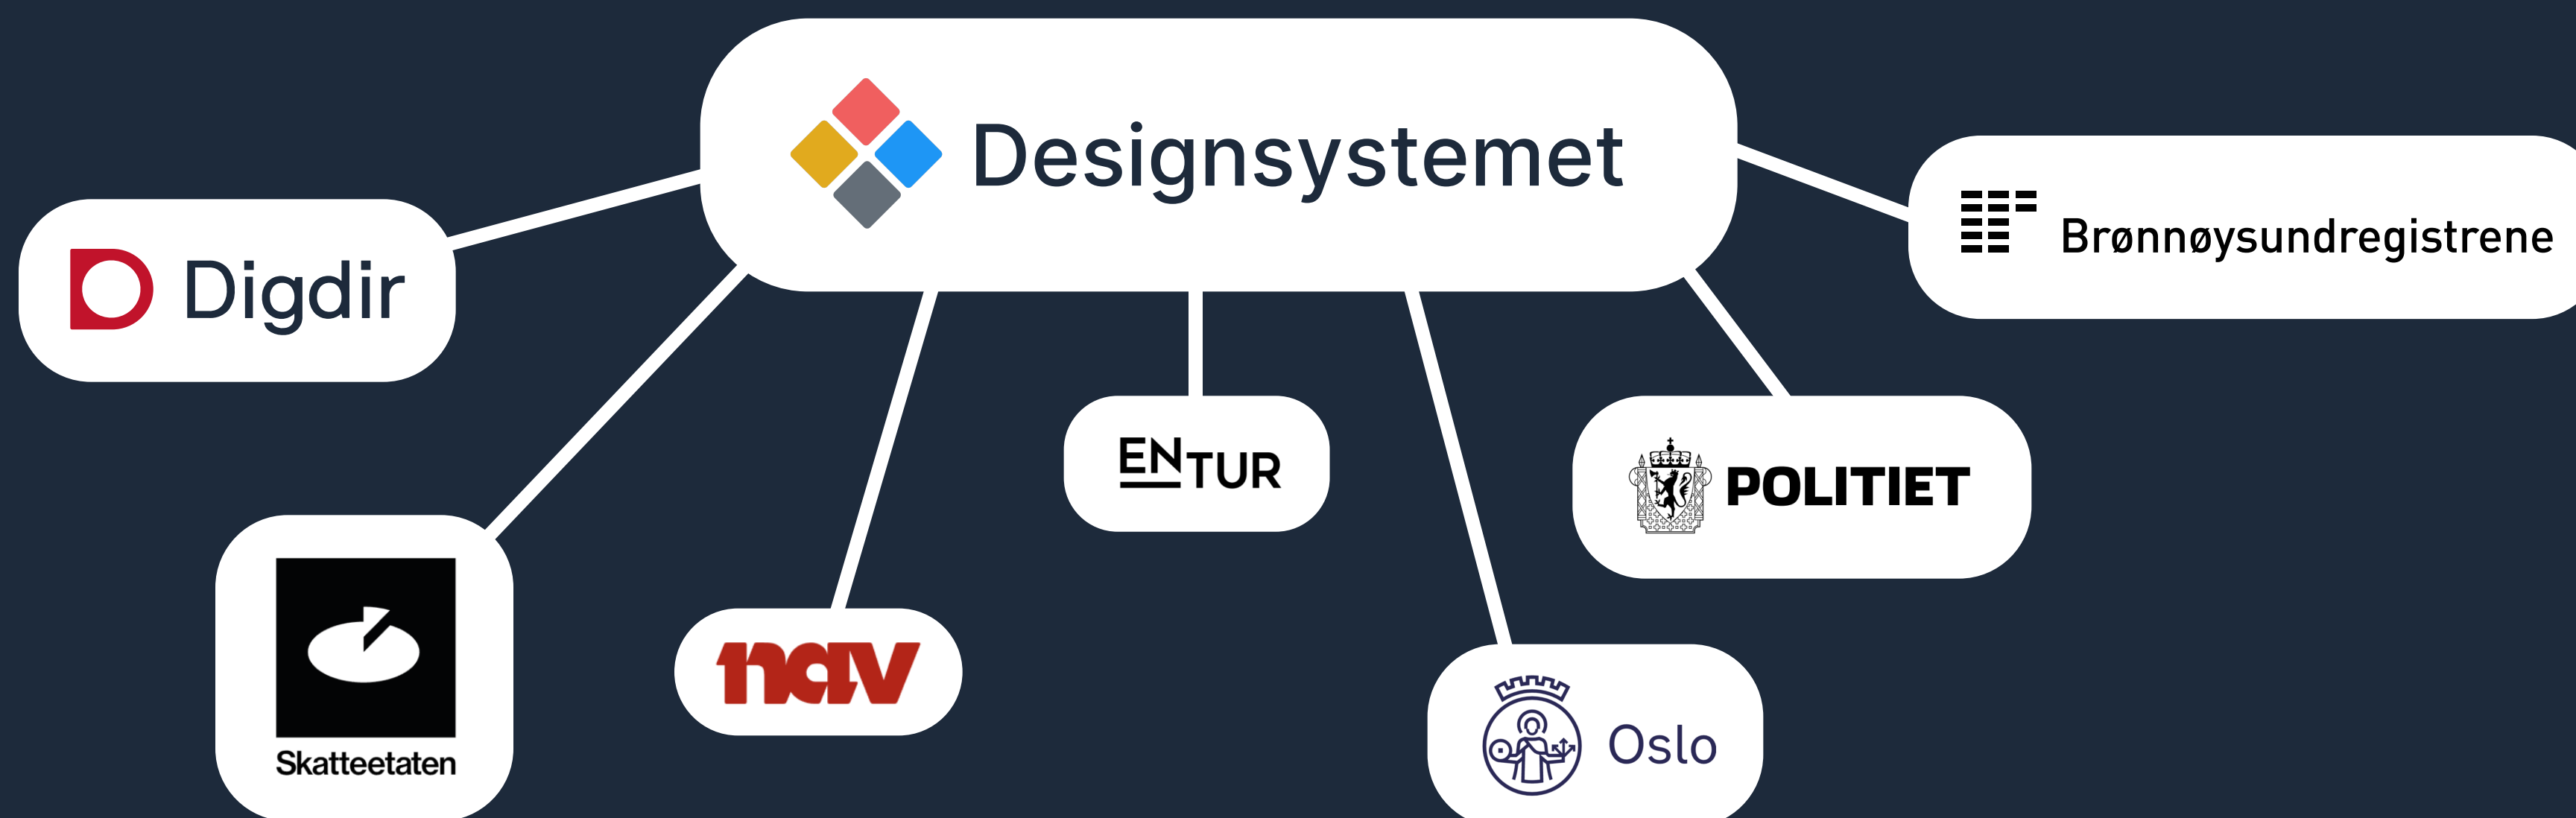 Designsystemet
Digdir
Brønnøysundregistrene
ENTUR
POLITIET
Skatteetaten
nav
Oslo